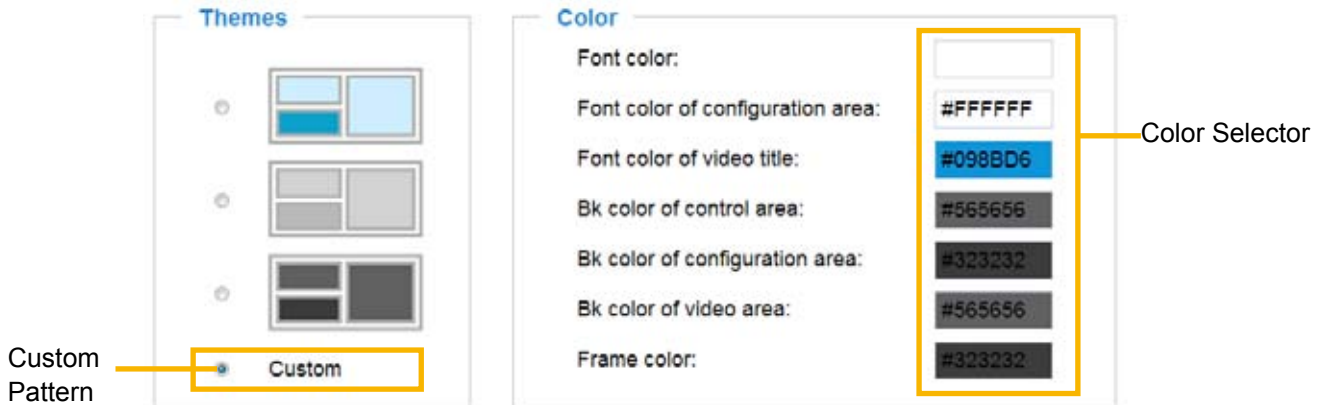 Themes
Custom
Custom
Pattern
Color
Font color:
Font color of configuration area: #FFFFFF
Font color of video title: #098BD6
Bk color of control area: #565656
Bk color of configuration area: #323232
Bk color of video area: #565656
Frame color: #323232
Color Selector